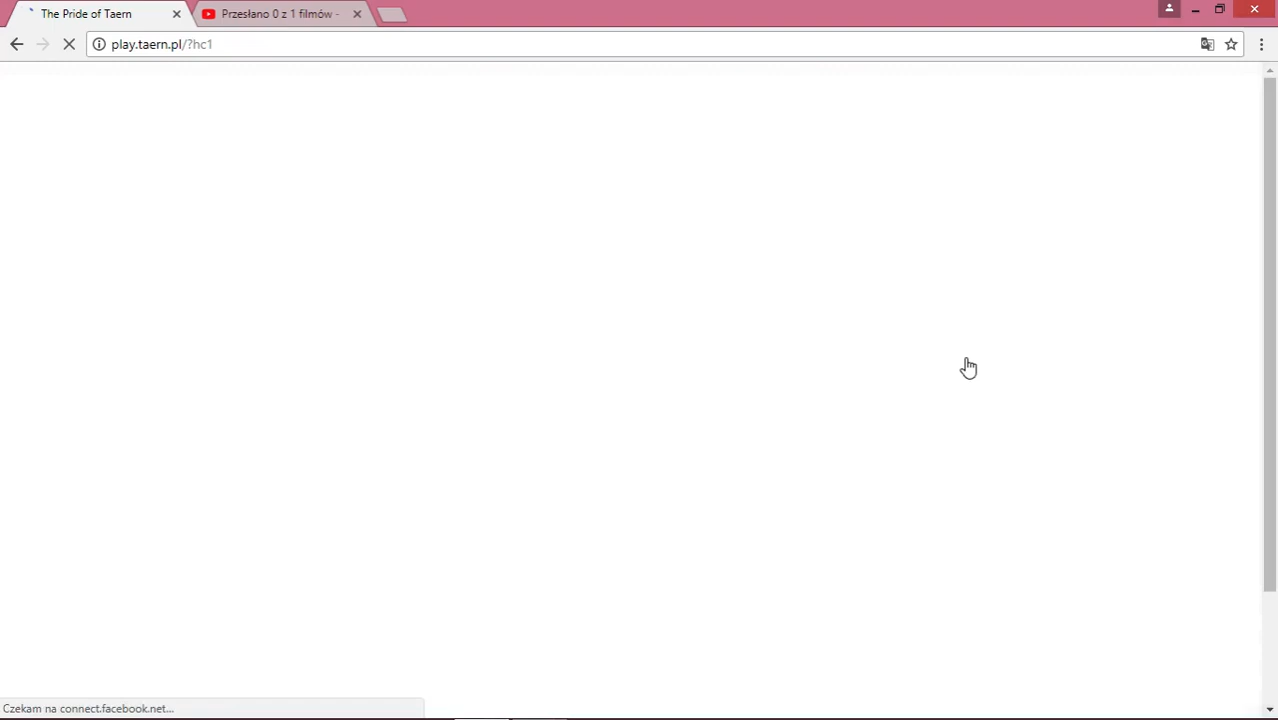 The Pride of Taern
Przesłano 0 z 1 filmów -
play.taern.pl/?hc1
Czekam na connect.facebook.net...